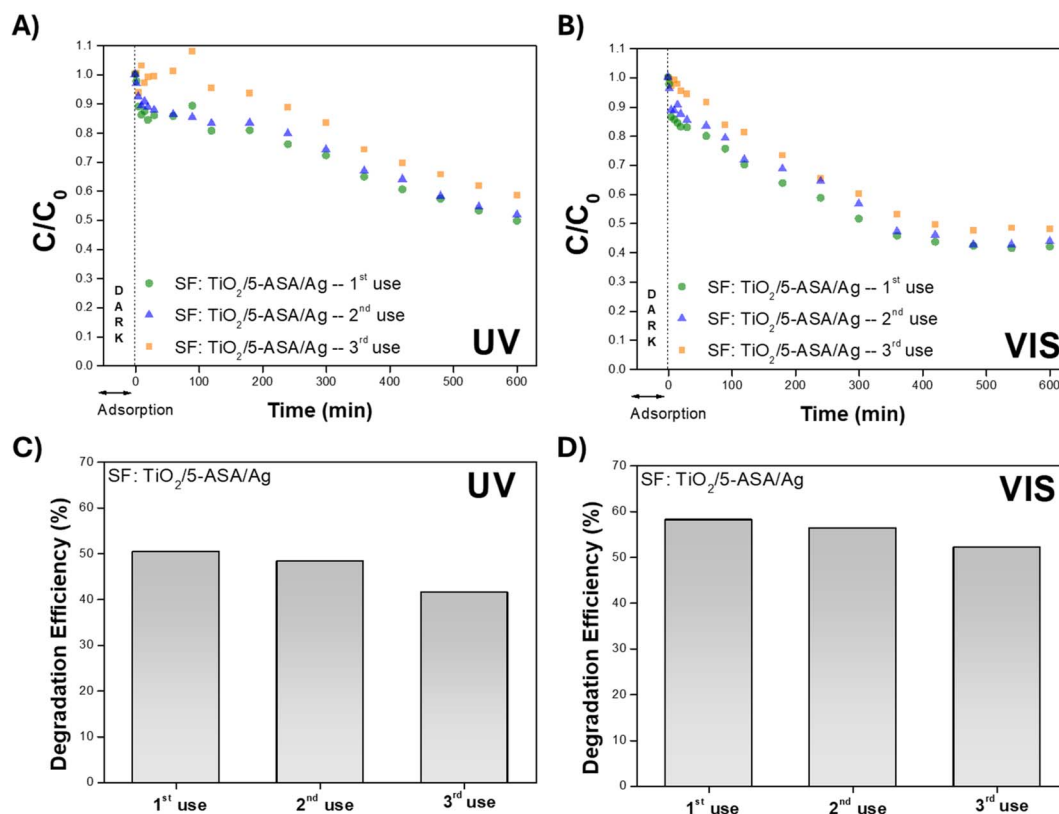 A)
1.1
1.0
0.9
0.8
0.7
0.6
0.5
0.4
0.3
0.2
0.1
0.0
C/C₀
DARK
SF: TiO₂/5-ASA/Ag -- 1ˢᵗ use
SF: TiO₂/5-ASA/Ag -- 2ⁿᵈ use
SF: TiO₂/5-ASA/Ag -- 3ʳᵈ use
UV
0 100 200 300 400 500 600
Adsorption
Time (min)
B)
1.1
1.0
0.9
0.8
0.7
0.6
0.5
0.4
0.3
0.2
0.1
0.0
C/C₀
DARK
SF: TiO₂/5-ASA/Ag -- 1ˢᵗ use
SF: TiO₂/5-ASA/Ag -- 2ⁿᵈ use
SF: TiO₂/5-ASA/Ag -- 3ʳᵈ use
VIS
0 100 200 300 400 500 600
Adsorption
Time (min)
C)
70
60
50
40
30
20
10
0
Degradation Efficiency (%)
SF: TiO₂/5-ASA/Ag
UV
1ˢᵗ use 2ⁿᵈ use 3ʳᵈ use
D)
70
60
50
40
30
20
10
0
Degradation Efficiency (%)
SF: TiO₂/5-ASA/Ag
VIS
1ˢᵗ use 2ⁿᵈ use 3ʳᵈ use